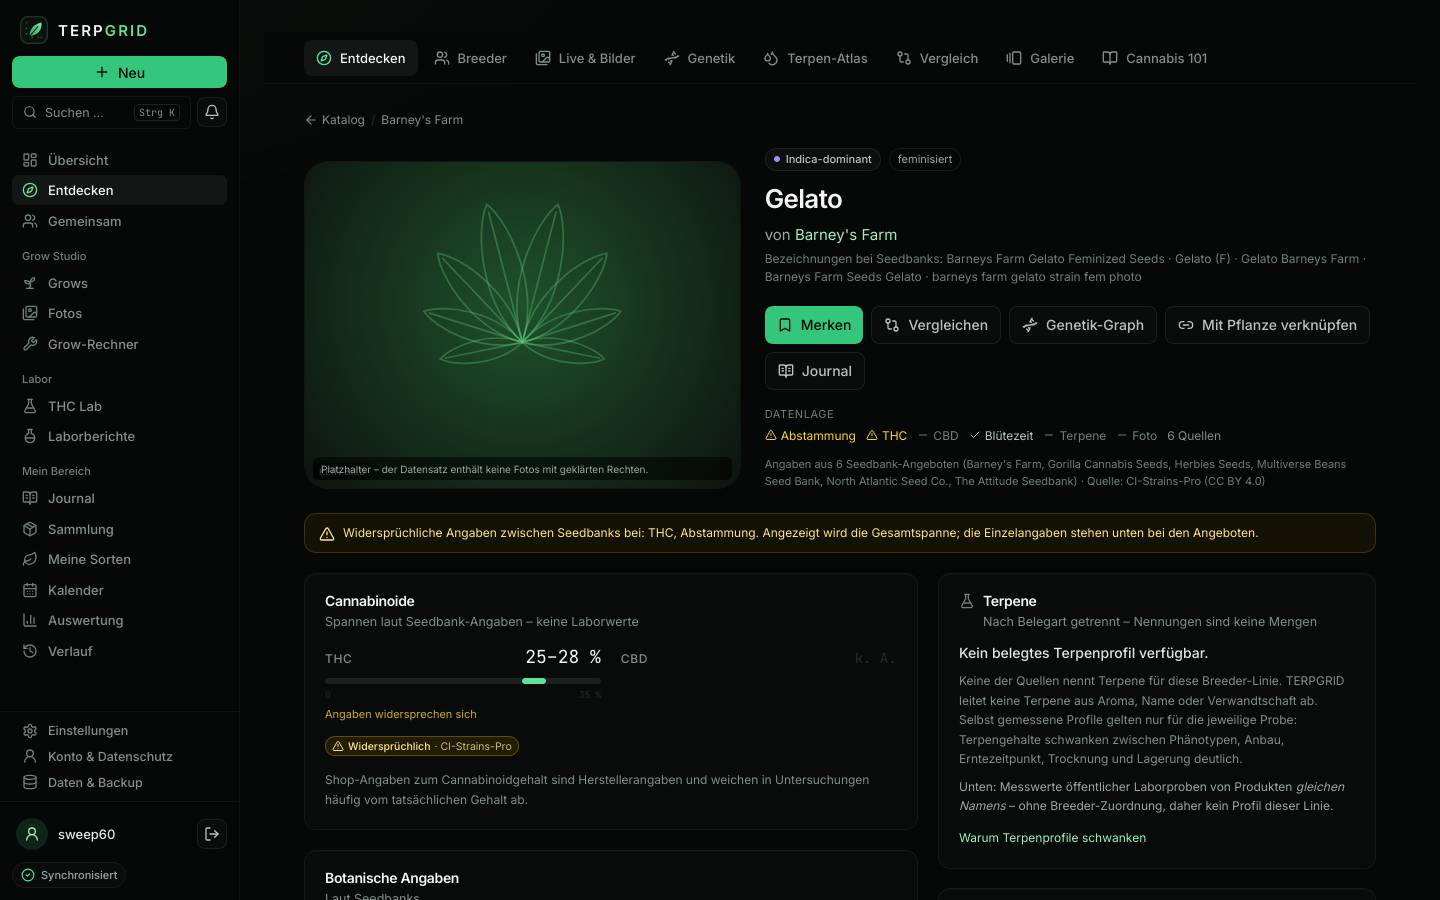 TERPGRID
Neu
Suchen ...
Strg K
Übersicht
Entdecken
Gemeinsam
Grow Studio
Grows
Fotos
Grow-Rechner
Labor
THC Lab
Laborberichte
Mein Bereich
Journal
Sammlung
Meine Sorten
Kalender
Auswertung
Verlauf
Einstellungen
Konto & Datenschutz
Daten & Backup
sweep60
Synchronisiert
Entdecken
Breeder
Live & Bilder
Genetik
Terpen-Atlas
Vergleich
Galerie
Cannabis 101
Katalog / Barney's Farm
Platzhalter – der Datensatz enthält keine Fotos mit geklärten Rechten.
Indica-dominant
feminisiert
Gelato
von Barney's Farm
Bezeichnungen bei Seedbanks: Barneys Farm Gelato Feminized Seeds · Gelato (F) · Gelato Barneys Farm ·
Barneys Farm Seeds Gelato · barneys farm gelato strain fem photo
Merken
Vergleichen
Genetik-Graph
Mit Pflanze verknüpfen
Journal
DATENLAGE
Abstammung
THC
– CBD
Blütezeit
– Terpene
– Foto
6 Quellen
Angaben aus 6 Seedbank-Angeboten (Barney's Farm, Gorilla Cannabis Seeds, Herbies Seeds, Multiverse Beans
Seed Bank, North Atlantic Seed Co., The Attitude Seedbank) · Quelle: CI-Strains-Pro (CC BY 4.0)
Widersprüchliche Angaben zwischen Seedbanks bei: THC, Abstammung. Angezeigt wird die Gesamtspanne; die Einzelangaben stehen unten bei den Angeboten.
Cannabinoide
Spannen laut Seedbank-Angaben – keine Laborwerte
THC
25–28 %
CBD
k. A.
0
35 %
Angaben widersprechen sich
Widersprüchlich · CI-Strains-Pro
Shop-Angaben zum Cannabinoidgehalt sind Herstellerangaben und weichen in Untersuchungen
häufig vom tatsächlichen Gehalt ab.
Botanische Angaben
Laut Seedbanks
Terpene
Nach Belegart getrennt – Nennungen sind keine Mengen
Kein belegtes Terpenprofil verfügbar.
Keine der Quellen nennt Terpene für diese Breeder-Linie. TERPGRID
leitet keine Terpene aus Aroma, Name oder Verwandtschaft ab.
Selbst gemessene Profile gelten nur für die jeweilige Probe:
Terpengehalte schwanken zwischen Phänotypen, Anbau,
Erntezeitpunkt, Trocknung und Lagerung deutlich.
Unten: Messwerte öffentlicher Laborproben von Produkten gleichen
Namens – ohne Breeder-Zuordnung, daher kein Profil dieser Linie.
Warum Terpenprofile schwanken